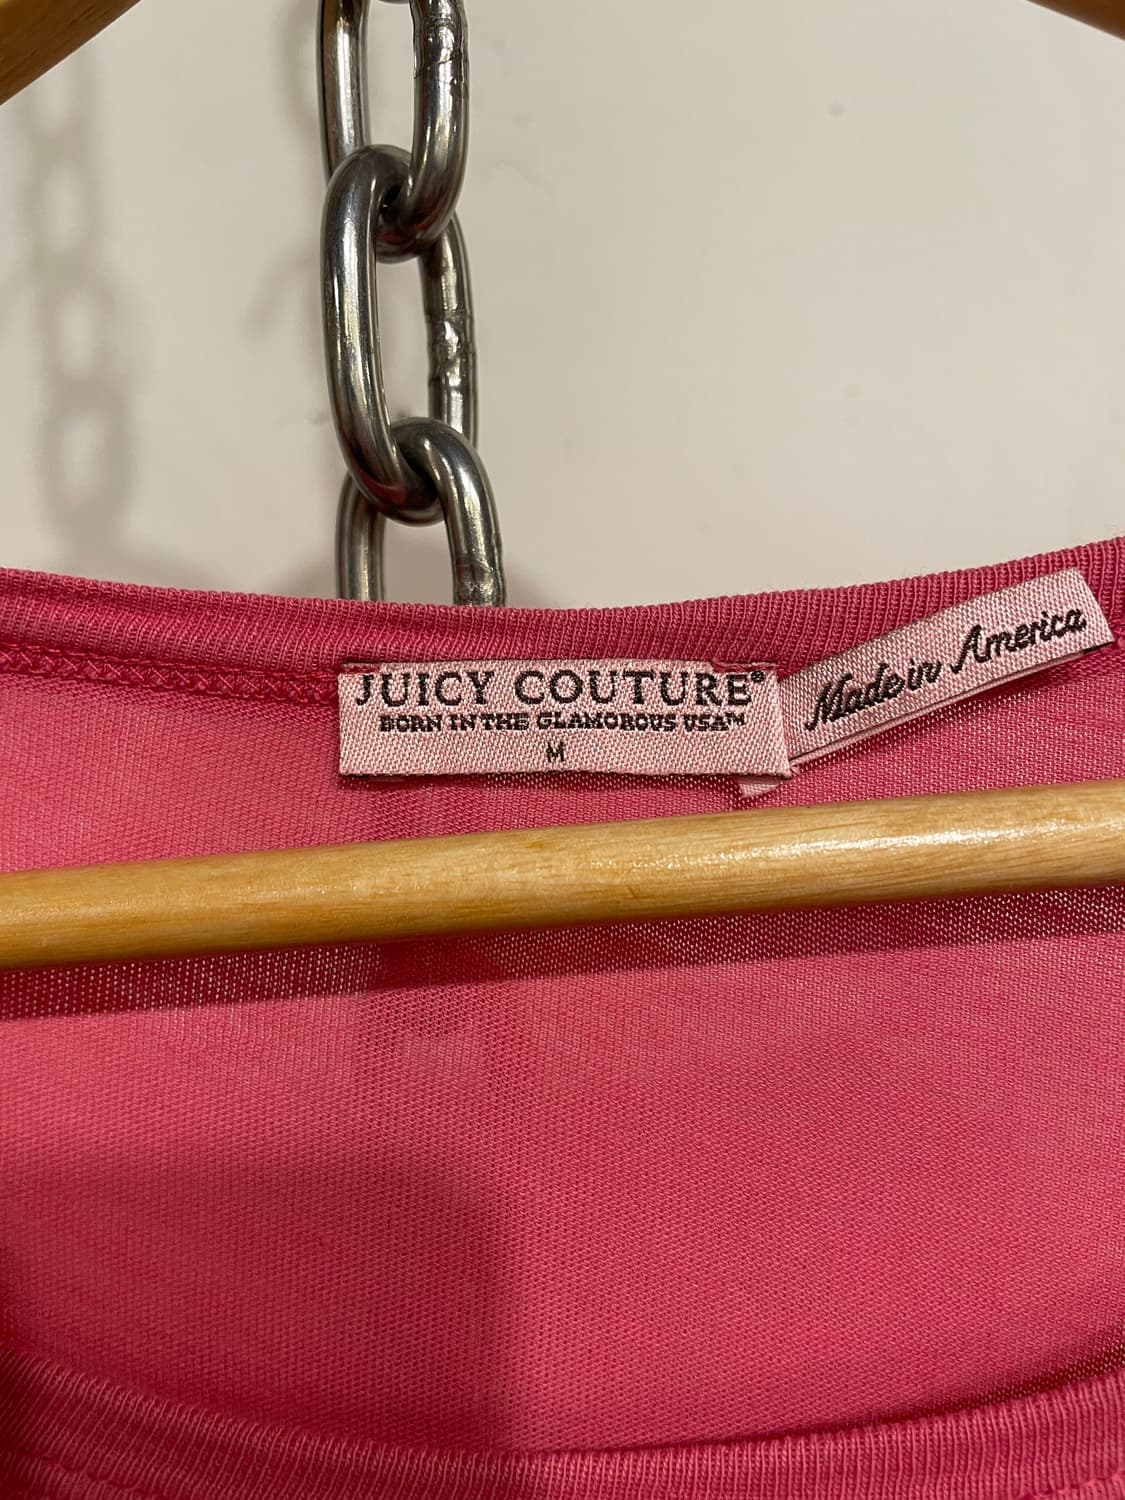 JUICY COUTURE®
BORN IN THE GLAMOROUS USA™
M
Made in America